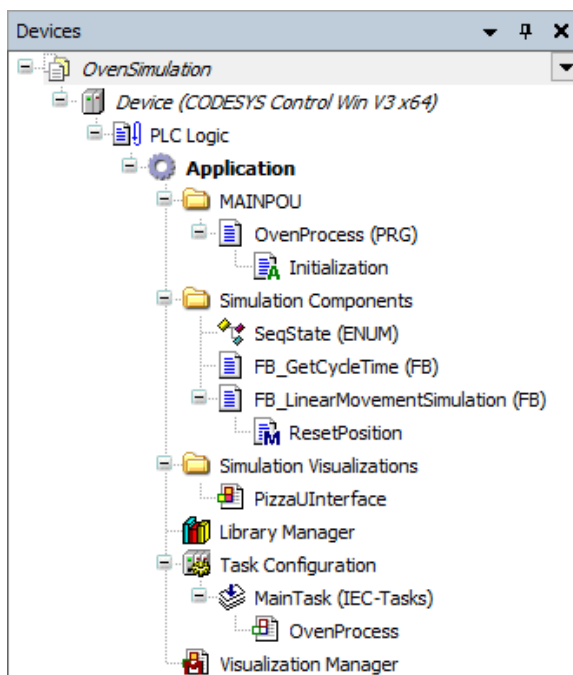 Devices
OvenSimulation
Device (CODESYS Control Win V3 x64)
PLC Logic
Application
MAINPOU
OvenProcess (PRG)
Initialization
Simulation Components
SeqState (ENUM)
FB_GetCycleTime (FB)
FB_LinearMovementSimulation (FB)
ResetPosition
Simulation Visualizations
PizzaUInterface
Library Manager
Task Configuration
MainTask (IEC-Tasks)
OvenProcess
Visualization Manager